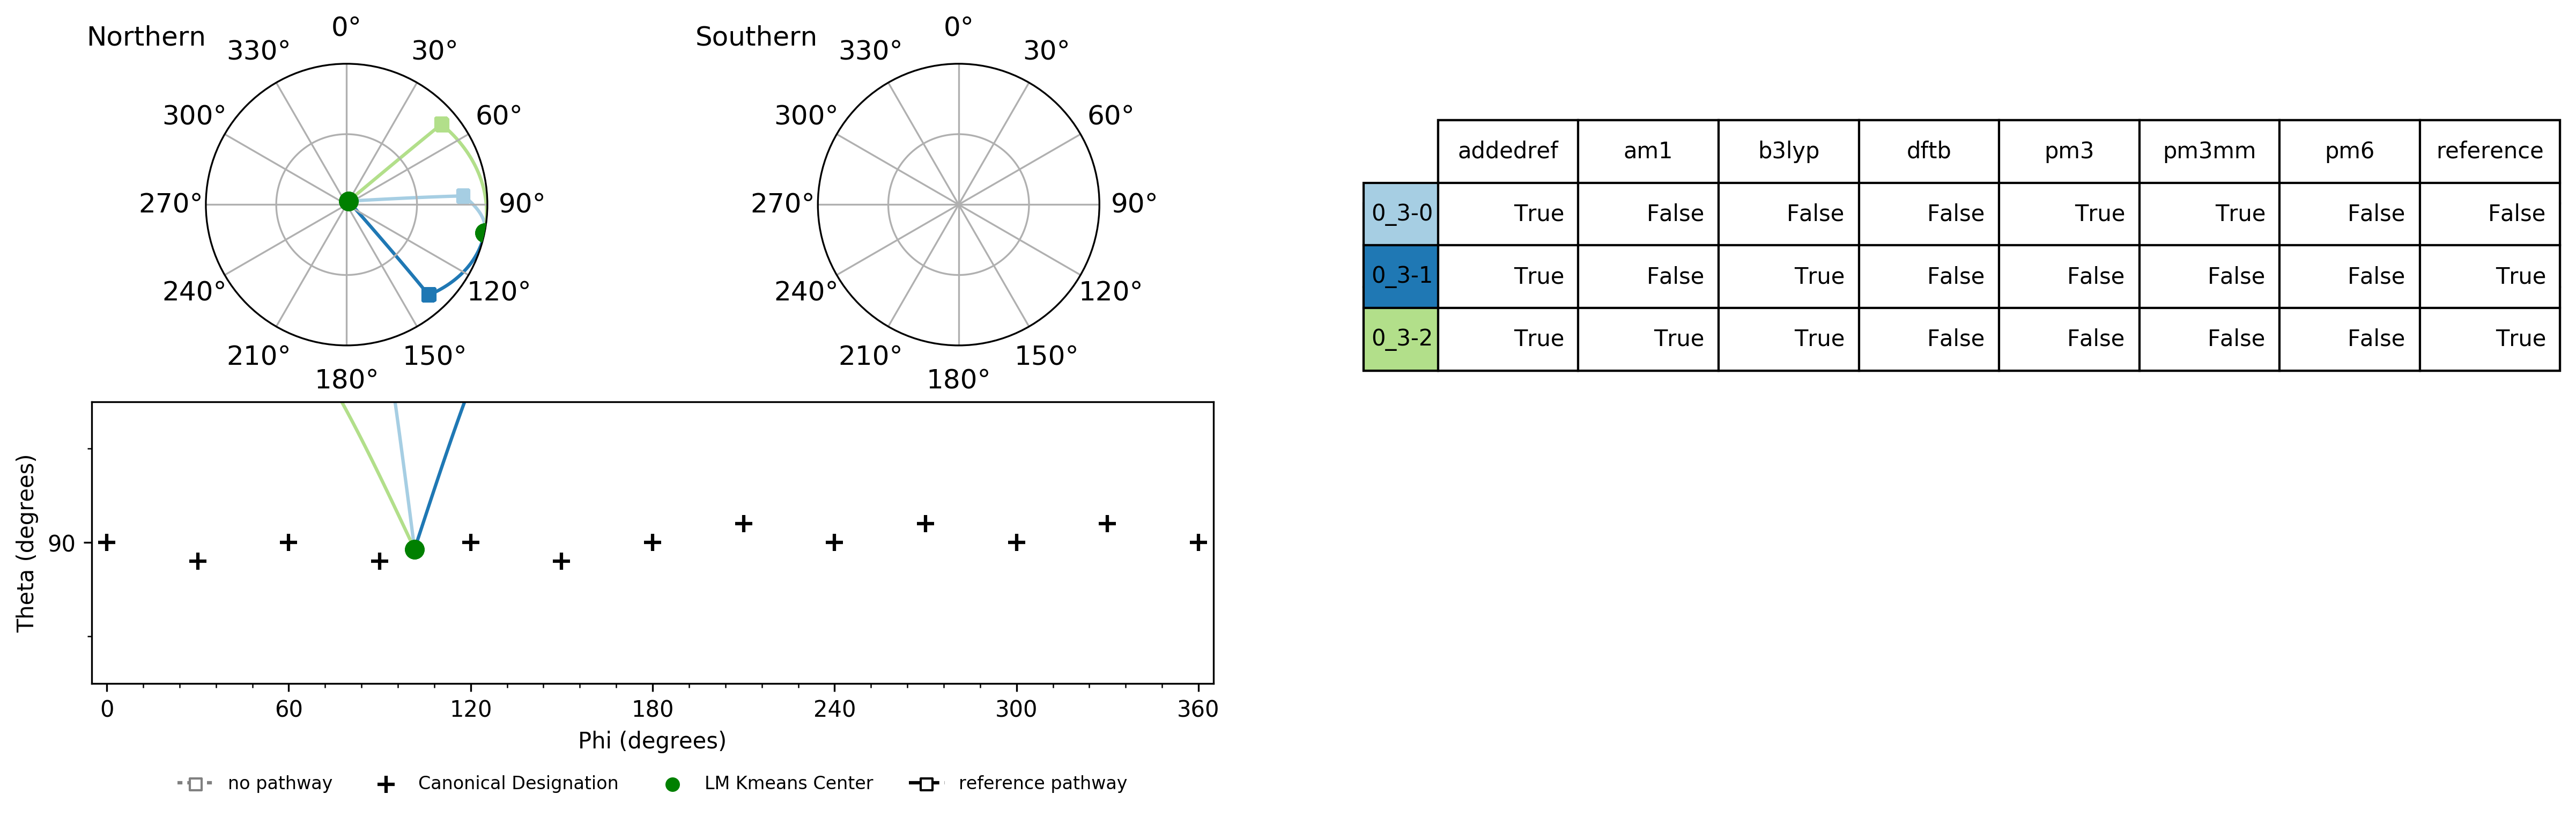 Northern
0°
30°
60°
90°
120°
150°
180°
210°
240°
270°
300°
330°
Southern
0°
30°
60°
90°
120°
150°
180°
210°
240°
270°
300°
330°
addedref am1 b3lyp dftb pm3 pm3mm pm6 reference
0_3-0 True False False False True True False False
0_3-1 True False True False False False False True
0_3-2 True True True False False False False True
Theta (degrees)
90
0 60 120 180 240 300 360
Phi (degrees)
no pathway Canonical Designation LM Kmeans Center reference pathway